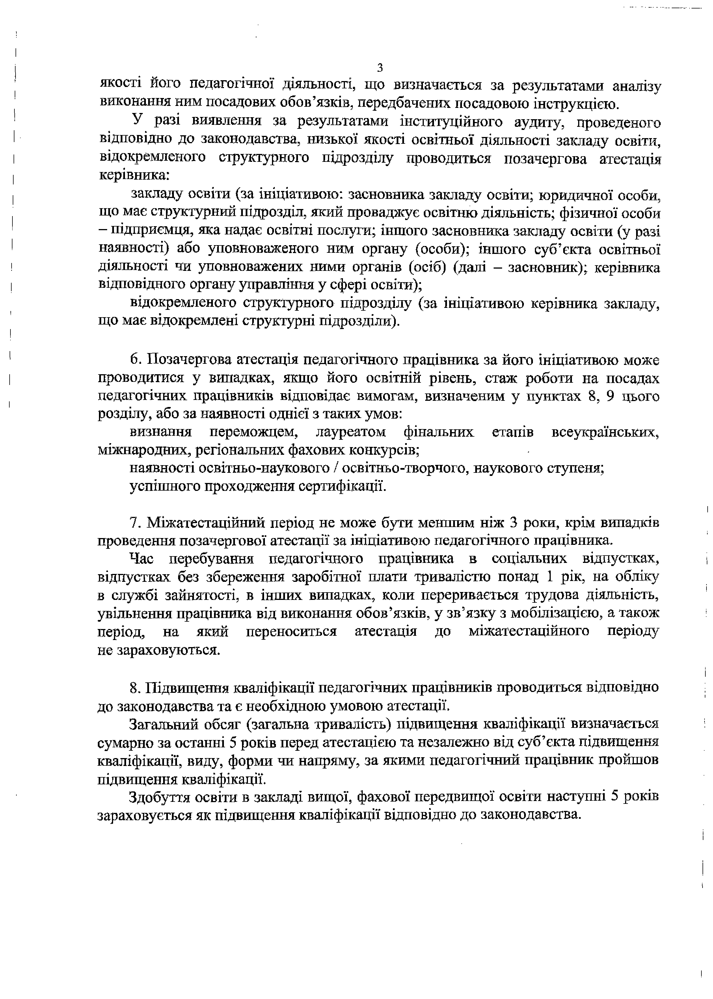 3
якості його педагогічної діяльності, що визначається за результатами аналізу
виконання ним посадових обов’язків, передбачених посадовою інструкцією.
У разі виявлення за результатами інституційного аудиту, проведеного
відповідно до законодавства, низької якості освітньої діяльності закладу освіти,
відокремленого структурного підрозділу проводиться позачергова атестація
керівника:
закладу освіти (за ініціативою: засновника закладу освіти; юридичної особи,
що має структурний підрозділ, який проваджує освітню діяльність; фізичної особи
– підприємця, яка надає освітні послуги; іншого засновника закладу освіти (у разі
наявності) або уповноваженого ним органу (особи); іншого суб’єкта освітньої
діяльності чи уповноважених ними органів (осіб) (далі – засновник); керівника
відповідного органу управління у сфері освіти);
відокремленого структурного підрозділу (за ініціативою керівника закладу,
що має відокремлені структурні підрозділи).
6. Позачергова атестація педагогічного працівника за його ініціативою може
проводитися у випадках, якщо його освітній рівень, стаж роботи на посадах
педагогічних працівників відповідає вимогам, визначеним у пунктах 8, 9 цього
розділу, або за наявності однієї з таких умов:
визнання переможцем, лауреатом фінальних етапів всеукраїнських,
міжнародних, регіональних фахових конкурсів;
наявності освітньо-наукового / освітньо-творчого, наукового ступеня;
успішного проходження сертифікації.
7. Міжатестаційний період не може бути меншим ніж 3 роки, крім випадків
проведення позачергової атестації за ініціативою педагогічного працівника.
Час перебування педагогічного працівника в соціальних відпустках,
відпустках без збереження заробітної плати тривалістю понад 1 рік, на обліку
в службі зайнятості, в інших випадках, коли переривається трудова діяльність,
увільнення працівника від виконання обов’язків, у зв’язку з мобілізацією, а також
період, на який переноситься атестація до міжатестаційного періоду
не зараховуються.
8. Підвищення кваліфікації педагогічних працівників проводиться відповідно
до законодавства та є необхідною умовою атестації.
Загальний обсяг (загальна тривалість) підвищення кваліфікації визначається
сумарно за останні 5 років перед атестацією та незалежно від суб’єкта підвищення
кваліфікації, виду, форми чи напряму, за якими педагогічний працівник пройшов
підвищення кваліфікації.
Здобуття освіти в закладі вищої, фахової передвищої освіти наступні 5 років
зараховується як підвищення кваліфікації відповідно до законодавства.